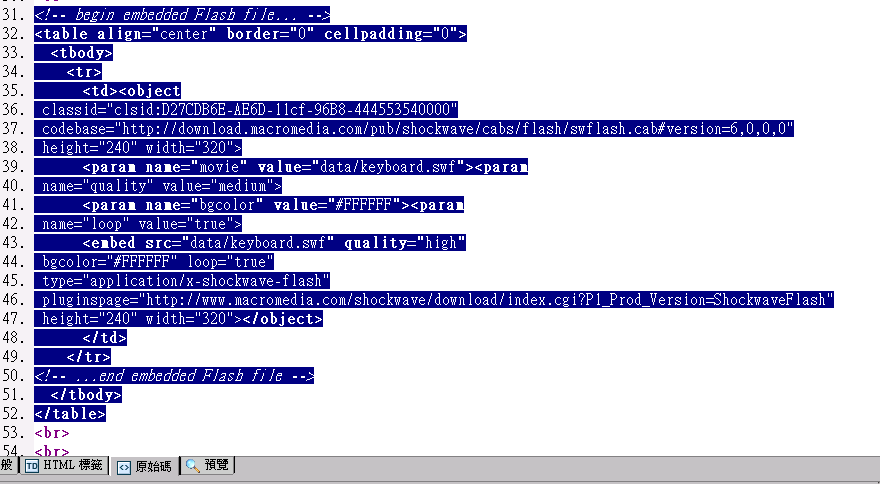 31. <!-- begin embedded Flash file... -->
32. <table align="center" border="0" cellpadding="0">
33. <tbody>
34. <tr>
35. <td><object
36. classid="clsid:D27CDB6E-AE6D-11cf-96B8-444553540000"
37. codebase="http://download.macromedia.com/pub/shockwave/cabs/flash/swflash.cab#version=6,0,0,0"
38. height="240" width="320">
39. <param name="movie" value="data/keyboard.swf"><param
40. name="quality" value="medium">
41. <param name="bgcolor" value="#FFFFFF"><param
42. name="loop" value="true">
43. <embed src="data/keyboard.swf" quality="high"
44. bgcolor="#FFFFFF" loop="true"
45. type="application/x-shockwave-flash"
46. pluginspage="http://www.macromedia.com/shockwave/download/index.cgi?P1_Prod_Version=ShockwaveFlash"
47. height="240" width="320"></object>
48. </td>
49. </tr>
50. <!-- ...end embedded Flash file -->
51. </tbody>
52. </table>
53. <br>
54. <br>
般 TD HTML 標籤 <> 原始碼 預覽